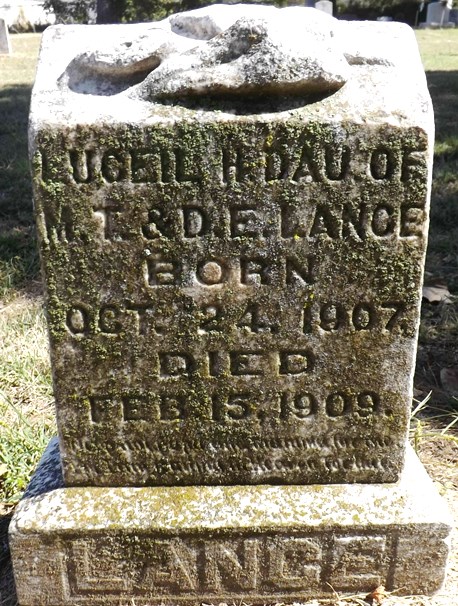 LUCEIL H. DAU. OF
M. T. & D. E. LANCE
BORN
OCT. 24. 1907.
DIED
FEB. 15, 1909.
LANCE